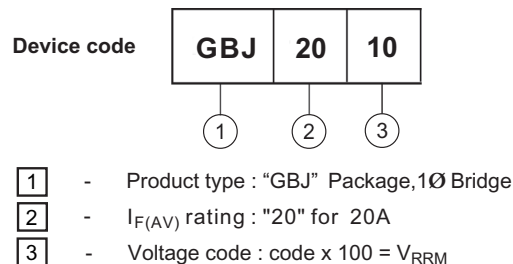 Device code GBJ 20 10
1 2 3
1 - Product type : “GBJ” Package,1Ø Bridge
2 - IF(AV) rating : "20" for 20A
3 - Voltage code : code x 100 = VRRM